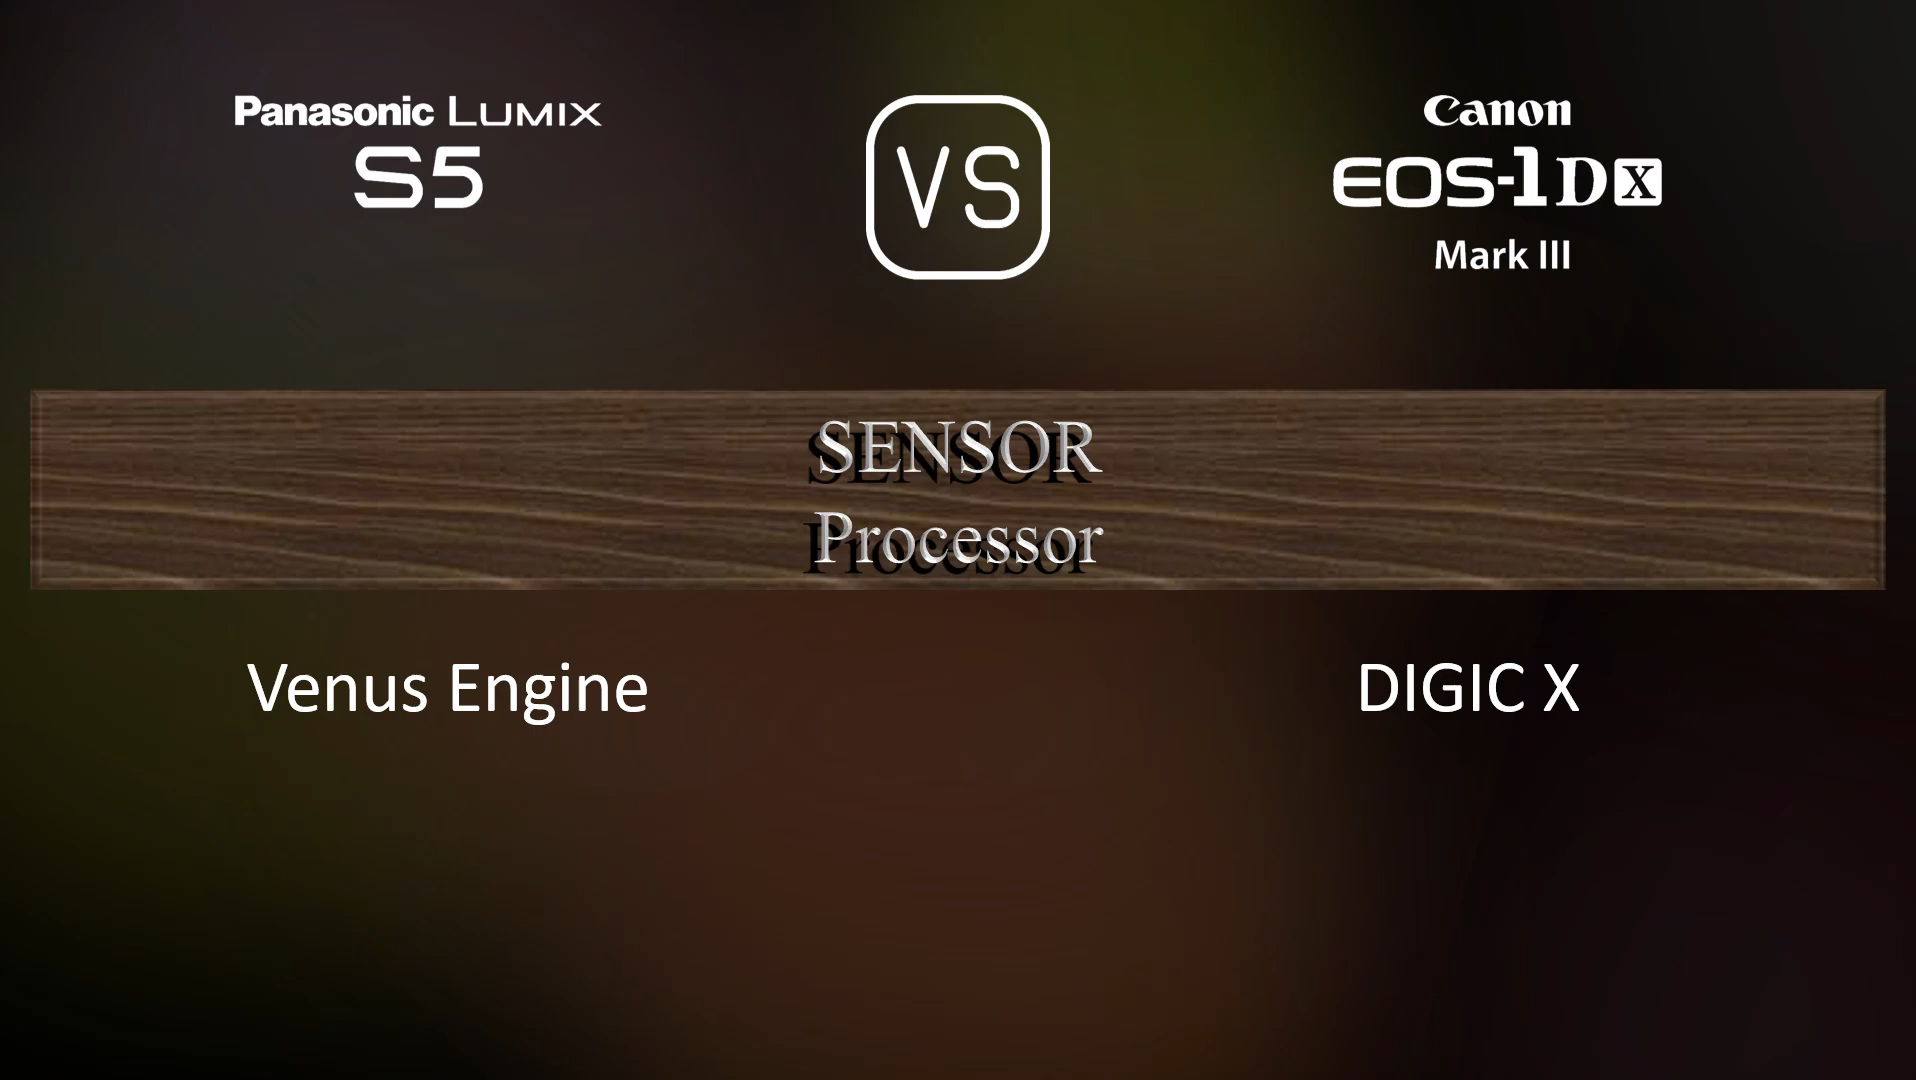 Panasonic LUMIX
S5
VS
Canon
EOS-1DX
Mark III
SENSOR
Processor
Venus Engine
DIGIC X